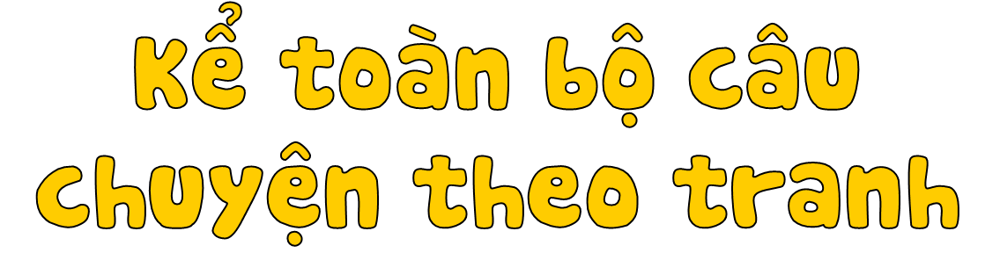 Kể toàn bộ câu
chuyện theo tranh